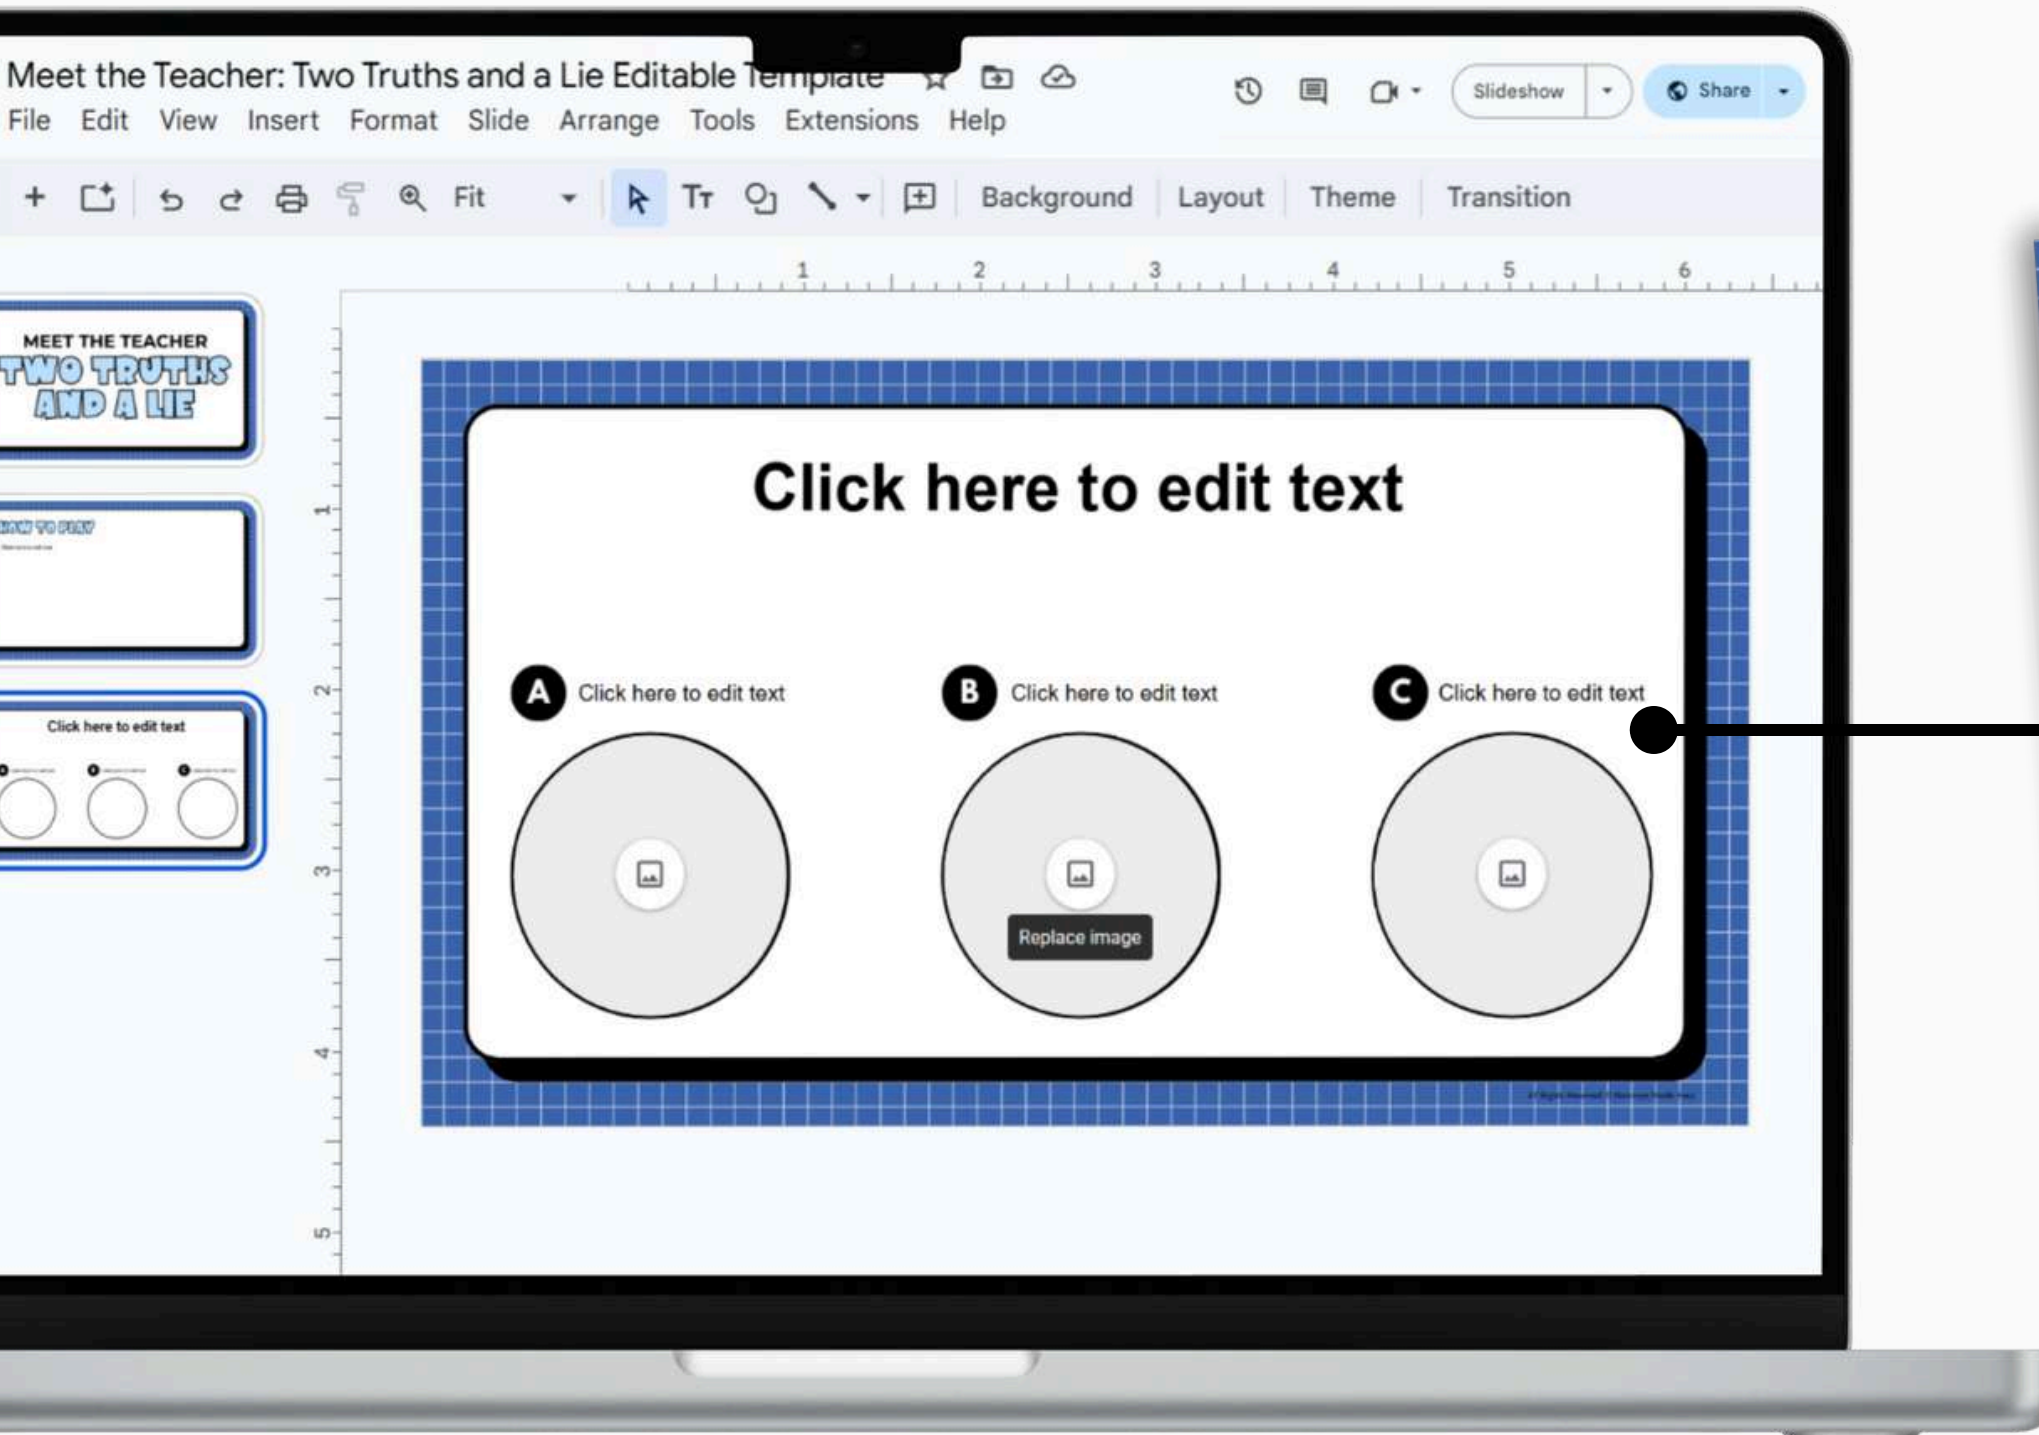 Meet the Teacher: Two Truths and a Lie Editable Template
File Edit View Insert Format Slide Arrange Tools Extensions Help
Slideshow
Share
Fit
Background Layout Theme Transition
1 2 3 4 5 6
MEET THE TEACHER
TWO TRUTHS
AND A LIE
HOW TO PLAY
Click here to edit text
1
2
3
4
5
Click here to edit text
A Click here to edit text
B Click here to edit text
C Click here to edit text
Replace image